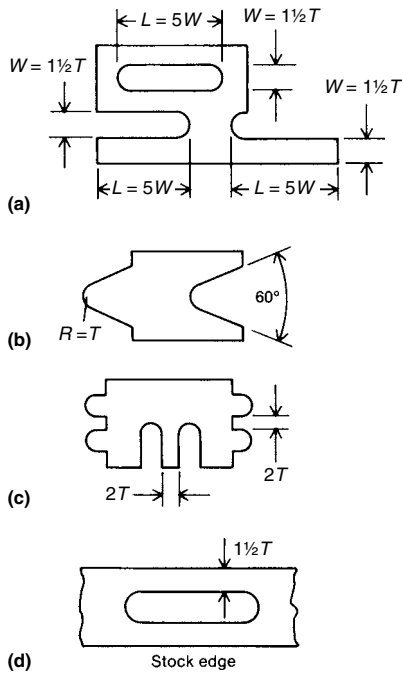 L = 5W
W = 1½T
W = 1½T
W = 1½T
L = 5W
L = 5W
(a)
60°
R = T
(b)
2T
2T
(c)
1½T
(d)
Stock edge